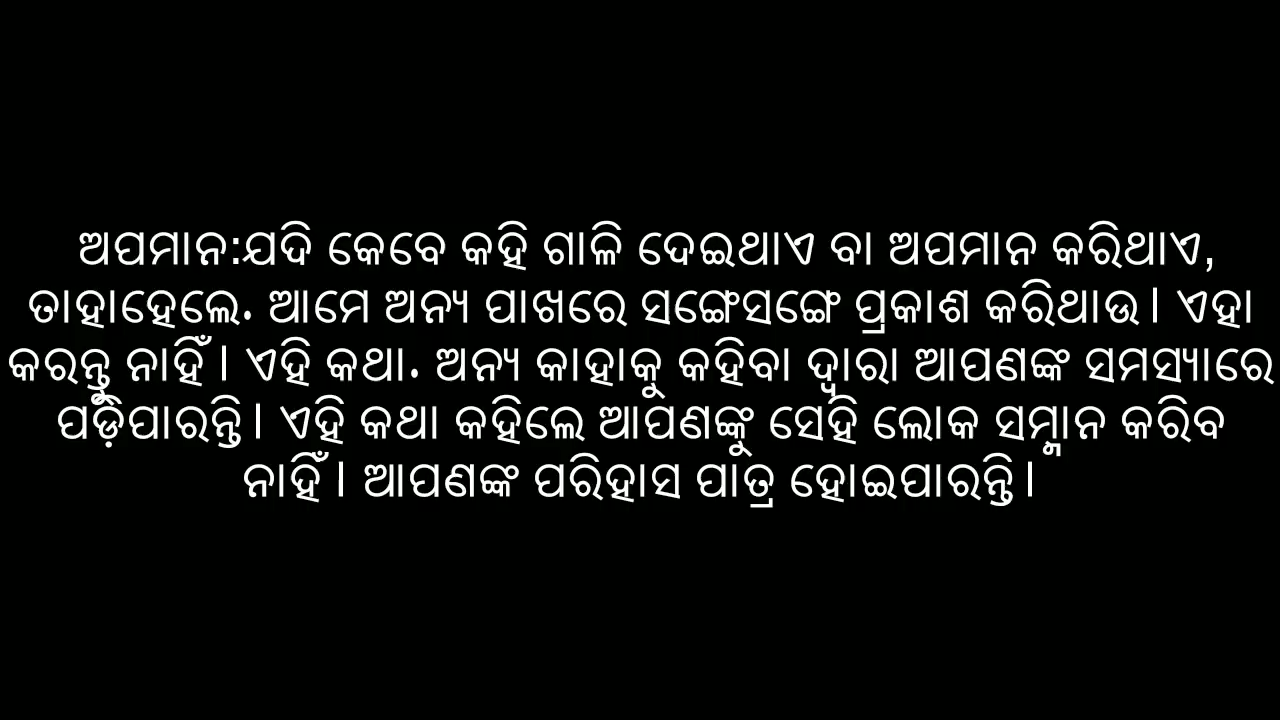 ଅପମାନ:ଯଦି କେବେ କହି ଗାଳି ଦେଇଥାଏ ବା ଅପମାନ କରିଥାଏ,
ତାହାହେଲେ. ଆମେ ଅନ୍ୟ ପାଖରେ ସଙ୍ଗେସଙ୍ଗେ ପ୍ରକାଶ କରିଥାଉ। ଏହା
କରନ୍ତୁ ନାହିଁ। ଏହି କଥା. ଅନ୍ୟ କାହାକୁ କହିବା ଦ୍ୱାରା ଆପଣଙ୍କ ସମସ୍ୟାରେ
ପଡ଼ିପାରନ୍ତି। ଏହି କଥା କହିଲେ ଆପଣଙ୍କୁ ସେହି ଲୋକ ସମ୍ମାନ କରିବ
ନାହିଁ। ଆପଣଙ୍କ ପରିହାସ ପାତ୍ର ହୋଇପାରନ୍ତି।